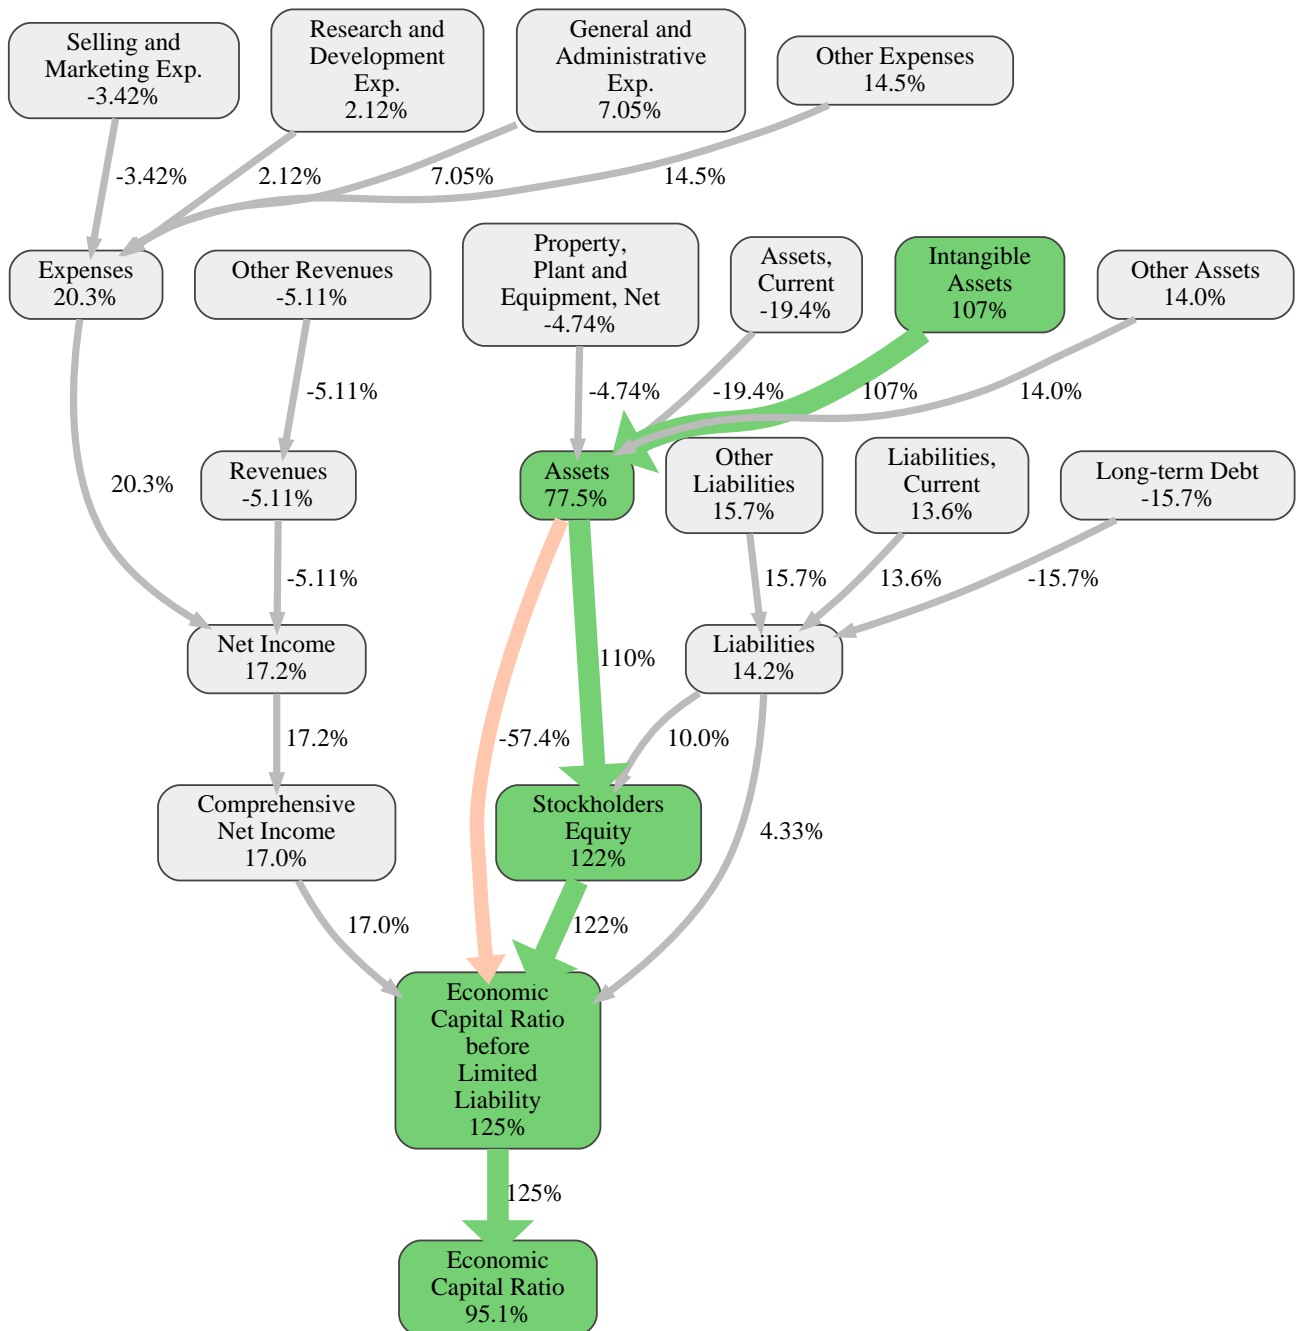 Selling and
Marketing Exp.
-3.42%
Research and
Development
Exp.
2.12%
General and
Administrative
Exp.
7.05%
Other Expenses
14.5%
-3.42%
2.12%
7.05%
14.5%
Expenses
20.3%
Other Revenues
-5.11%
Property,
Plant and
Equipment, Net
-4.74%
Assets,
Current
-19.4%
Intangible
Assets
107%
Other Assets
14.0%
-5.11%
-4.74%
-19.4%
107%
14.0%
20.3%
Revenues
-5.11%
Assets
77.5%
Other
Liabilities
15.7%
Liabilities,
Current
13.6%
Long-term Debt
-15.7%
-5.11%
15.7%
13.6%
-15.7%
Net Income
17.2%
110%
Liabilities
14.2%
17.2%
-57.4%
10.0%
Comprehensive
Net Income
17.0%
Stockholders
Equity
122%
4.33%
17.0%
122%
Economic
Capital Ratio
before
Limited
Liability
125%
125%
Economic
Capital Ratio
95.1%